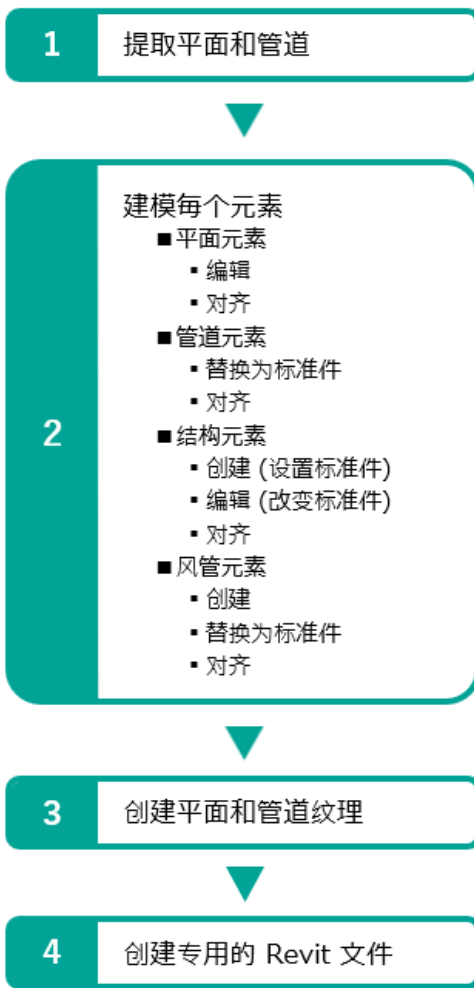 1 提取平面和管道
建模每个元素
■平面元素
▪编辑
▪对齐
■管道元素
▪替换为标准件
▪对齐
2
■结构元素
▪创建 (设置标准件)
▪编辑 (改变标准件)
▪对齐
■风管元素
▪创建
▪替换为标准件
▪对齐
3 创建平面和管道纹理
4 创建专用的 Revit 文件